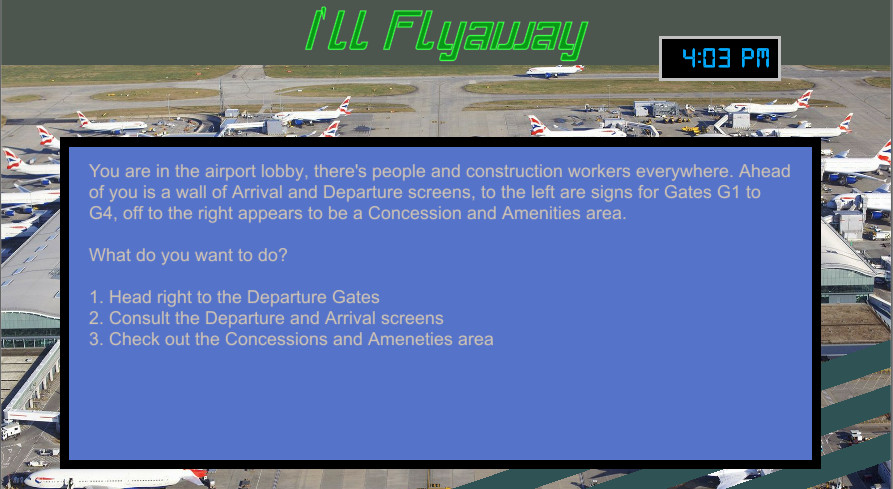 I'll Flyaway
4:03 PM
You are in the airport lobby, there's people and construction workers everywhere. Ahead
of you is a wall of Arrival and Departure screens, to the left are signs for Gates G1 to
G4, off to the right appears to be a Concession and Amenities area.
What do you want to do?
1. Head right to the Departure Gates
2. Consult the Departure and Arrival screens
3. Check out the Concessions and Ameneties area